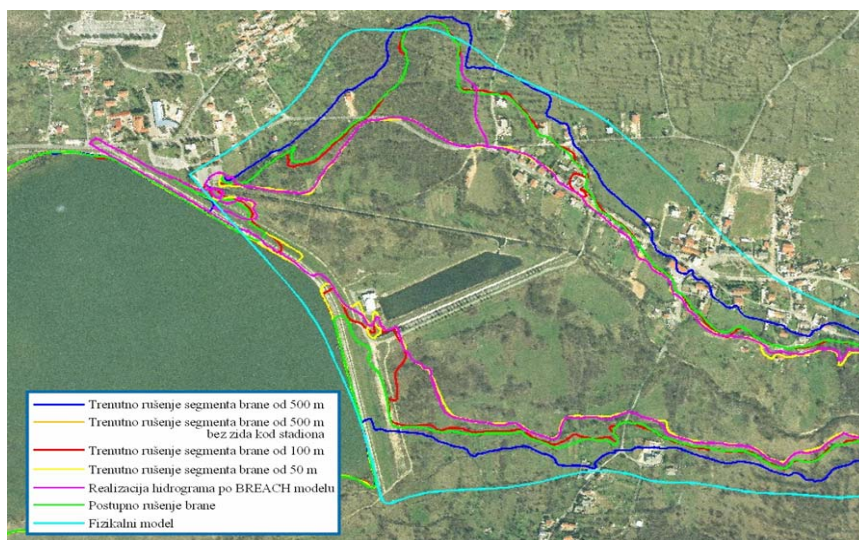 Trenutno rušenje segmenta brane od 500 m
Trenutno rušenje segmenta brane od 500 m
bez zida kod stadiona
Trenutno rušenje segmenta brane od 100 m
Trenutno rušenje segmenta brane od 50 m
Realizacija hidrograma po BREACH modelu
Postupno rušenje brane
Fizikalni model